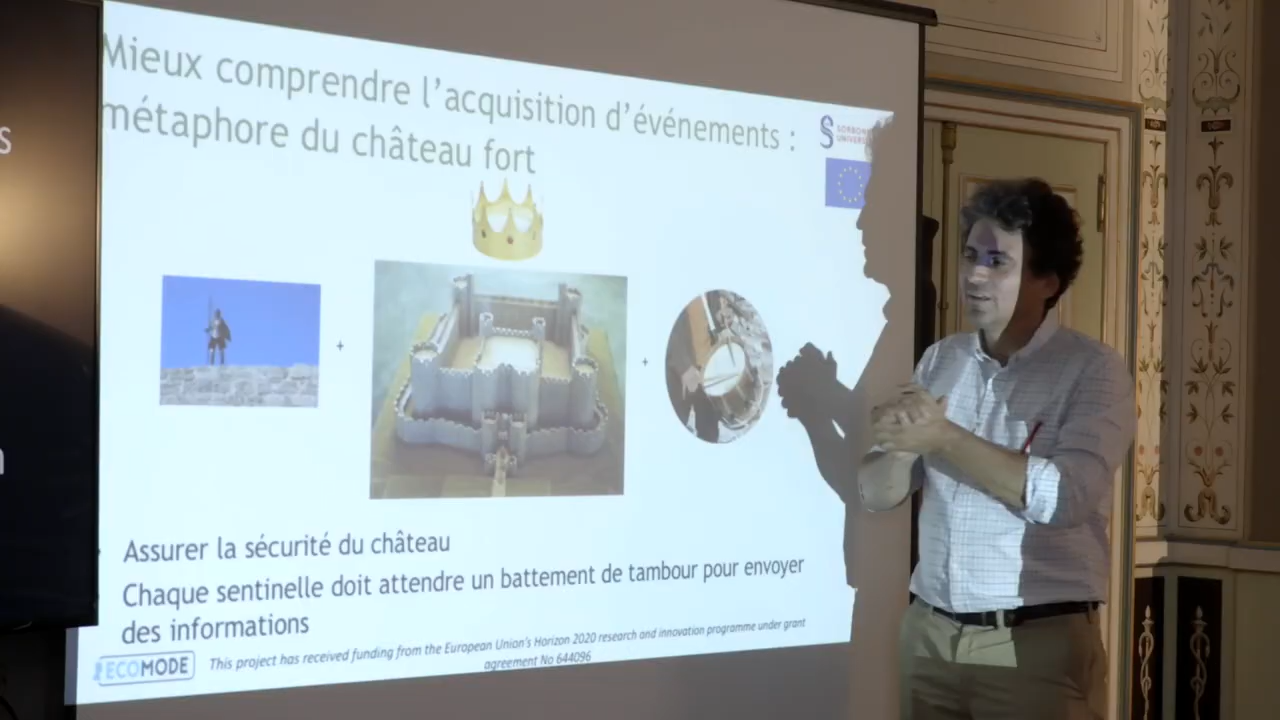 Mieux comprendre l'acquisition d'événements :
métaphore du château fort
+
+
Assurer la sécurité du château
Chaque sentinelle doit attendre un battement de tambour pour envoyer
des informations
ECOMODE
This project has received funding from the European Union's Horizon 2020 research and innovation programme under grant
agreement No 644096